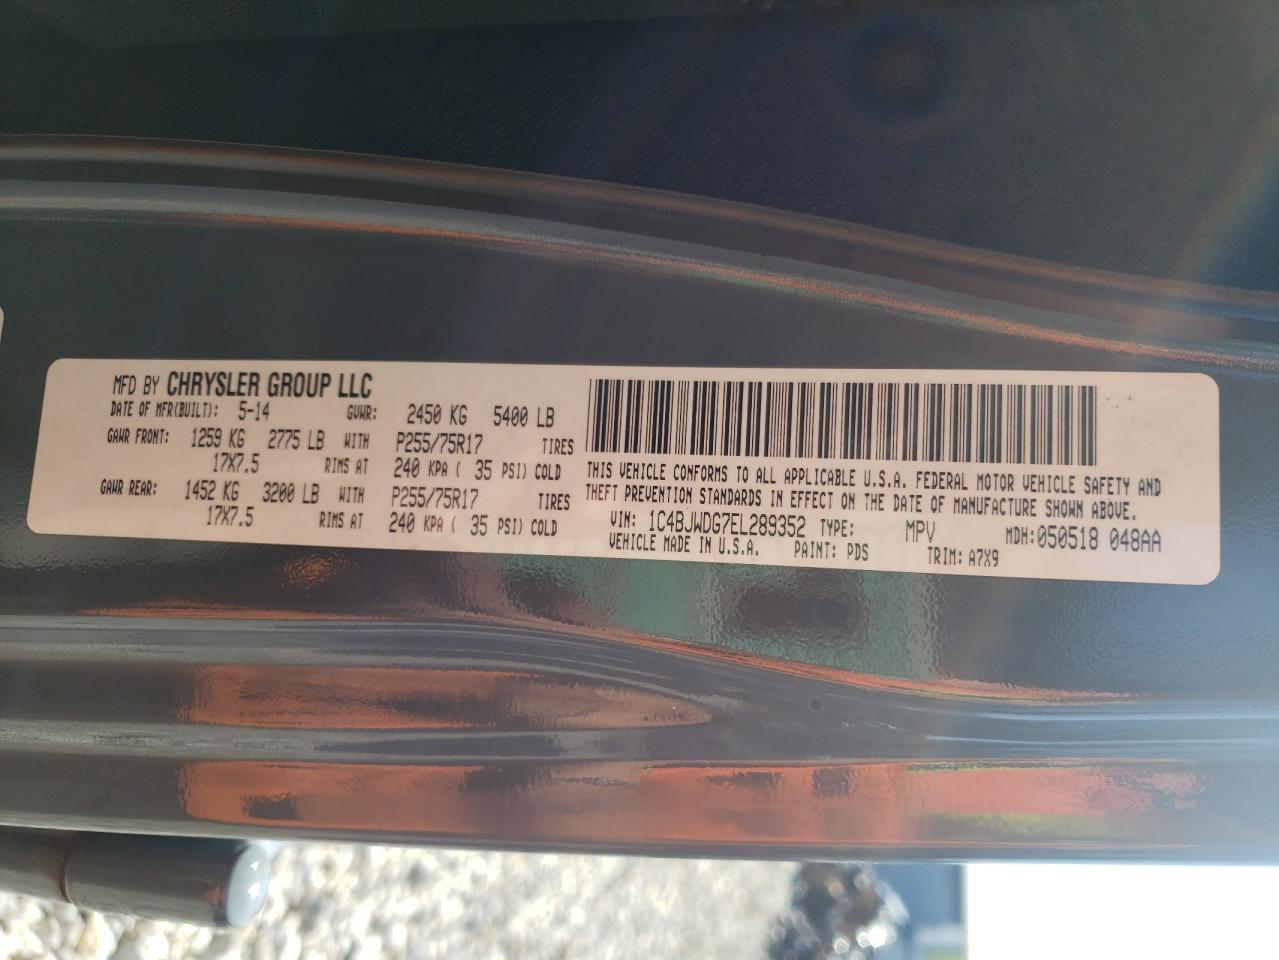 MFD BY CHRYSLER GROUP LLC
DATE OF MFR(BUILT): 5-14 GVWR: 2450 KG 5400 LB
GAWR FRONT: 1259 KG 2775 LB WITH P255/75R17 TIRES
17X7.5 RIMS AT 240 KPA ( 35 PSI) COLD
GAWR REAR: 1452 KG 3200 LB WITH P255/75R17 TIRES
17X7.5 RIMS AT 240 KPA ( 35 PSI) COLD
THIS VEHICLE CONFORMS TO ALL APPLICABLE U.S.A. FEDERAL MOTOR VEHICLE SAFETY AND
THEFT PREVENTION STANDARDS IN EFFECT ON THE DATE OF MANUFACTURE SHOWN ABOVE.
VIN: 1C4BJWDG7EL289352 TYPE: MPV MDH:050518 048AA
VEHICLE MADE IN U.S.A. PAINT: PDS TRIM: A7X9